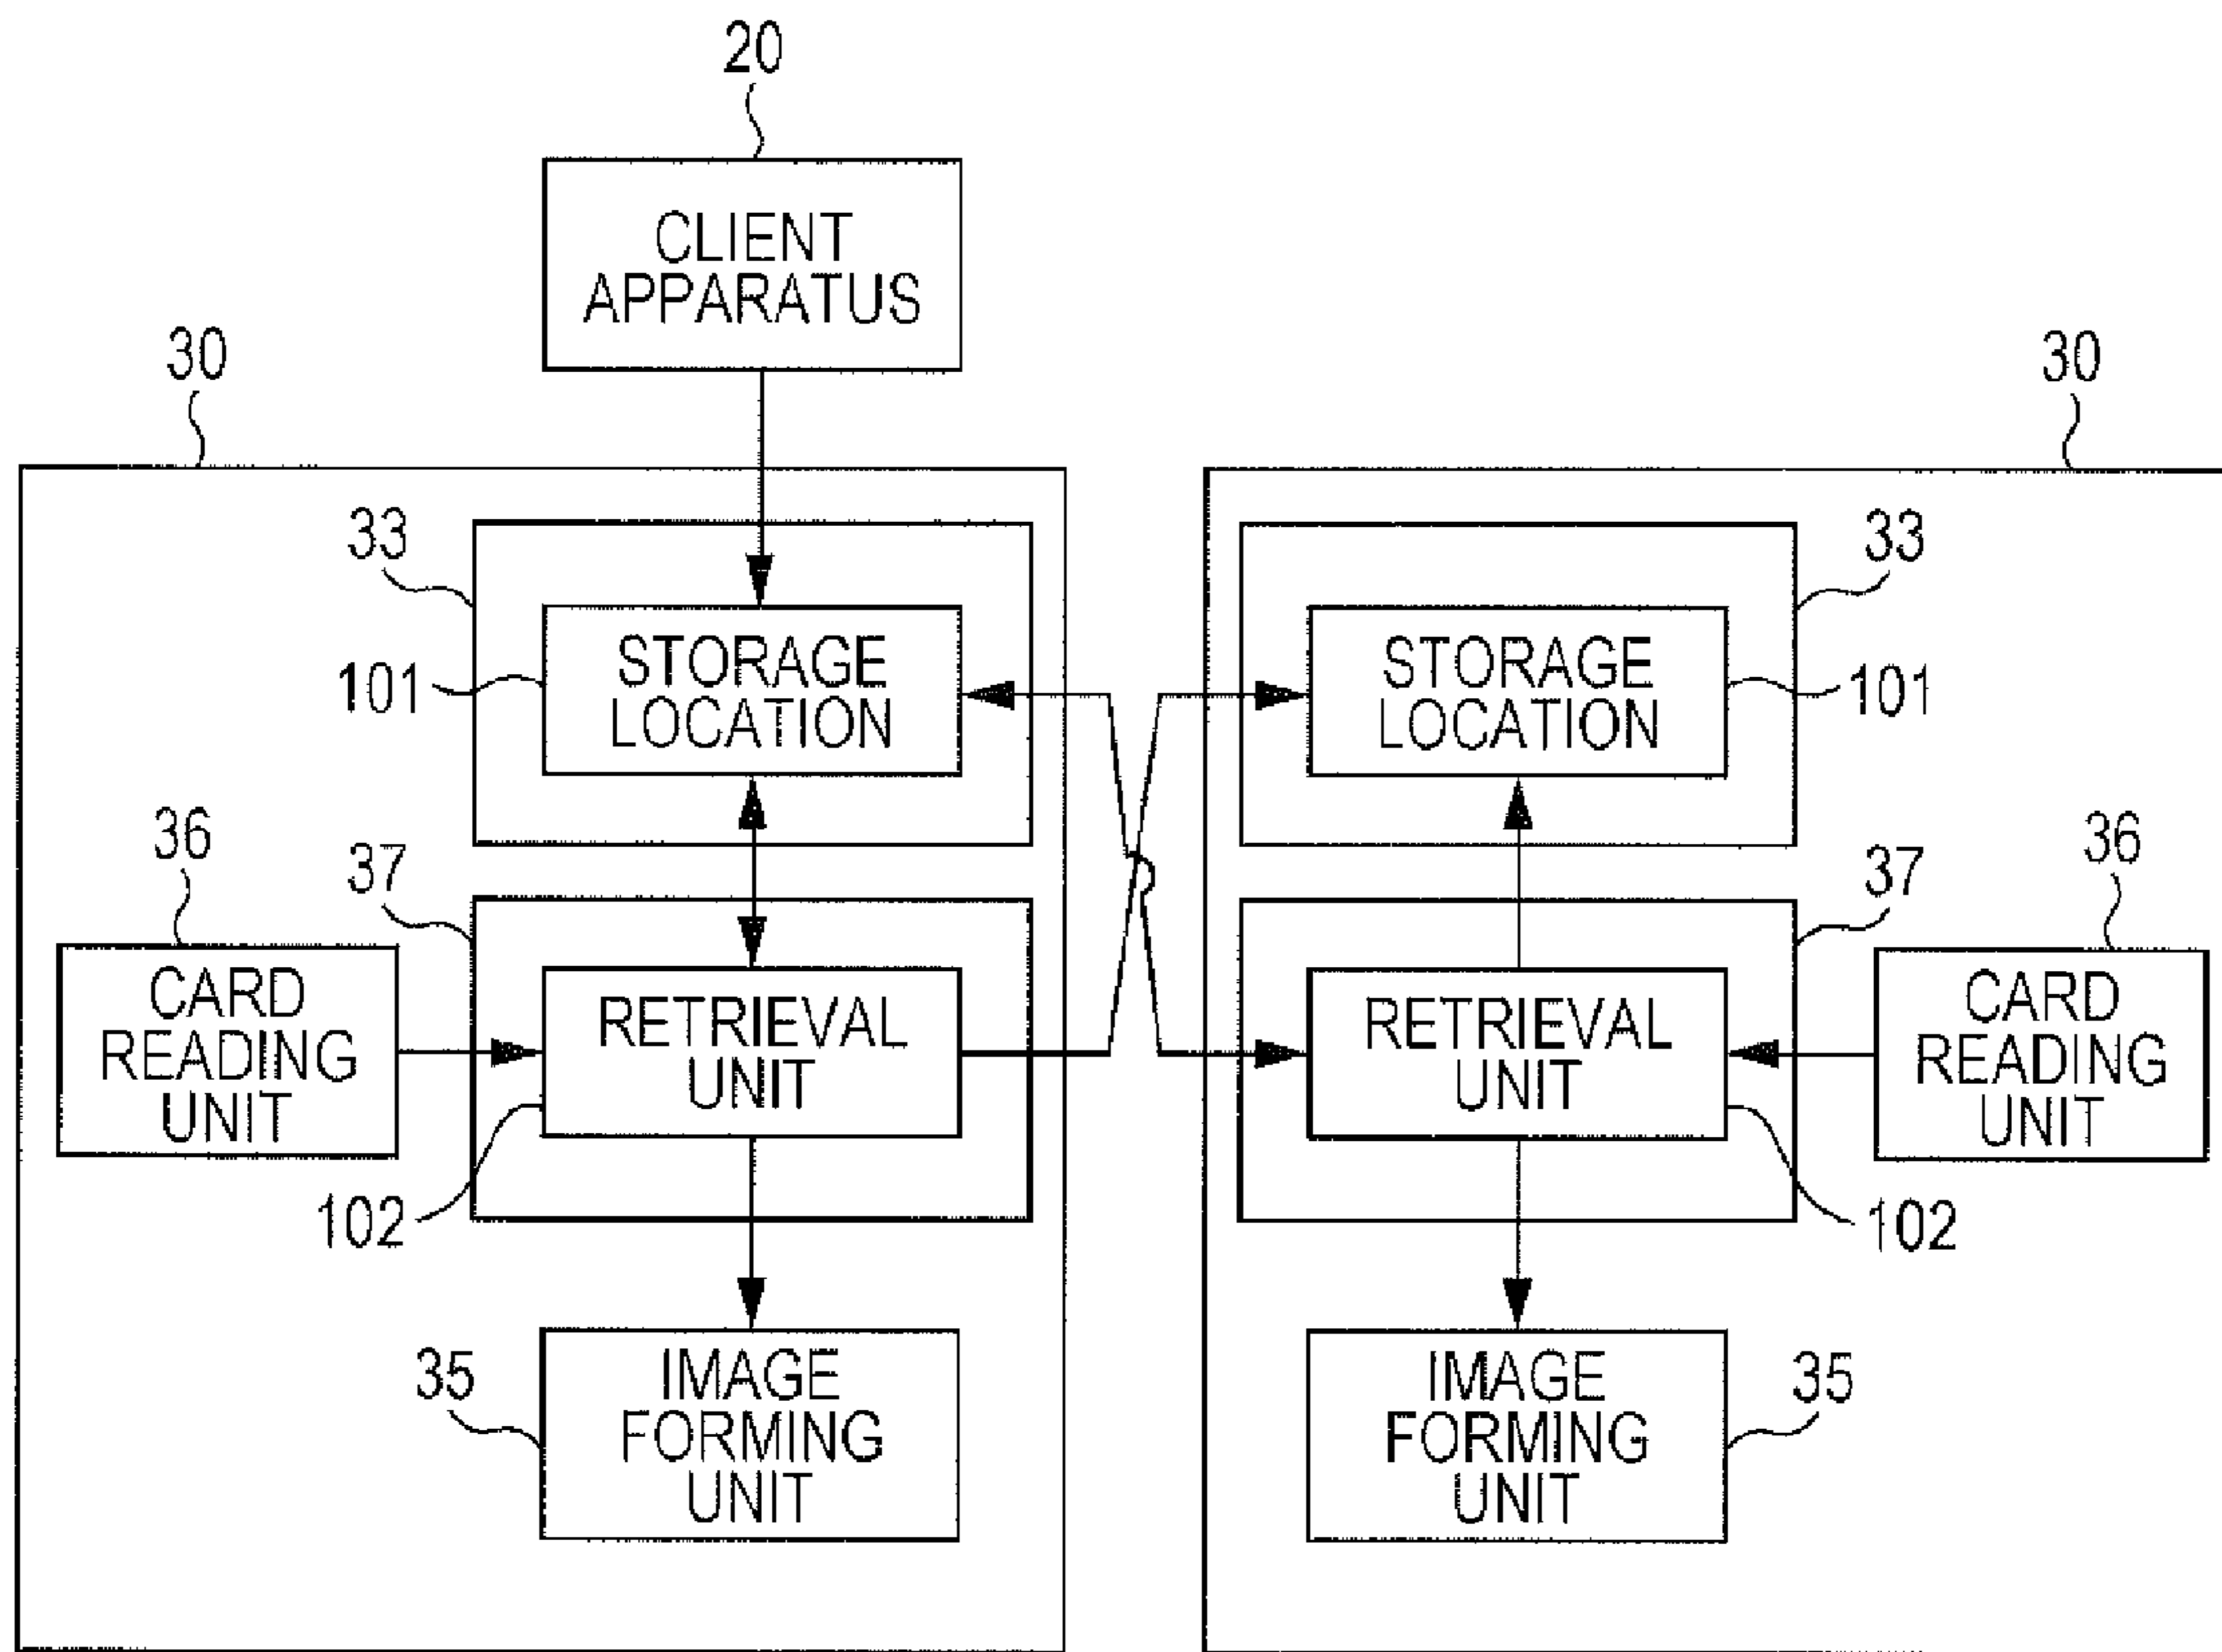 20
CLIENT
APPARATUS
30
30
33
33
STORAGE
LOCATION
101
STORAGE
LOCATION
101
36
37
37
36
CARD
READING
UNIT
RETRIEVAL
UNIT
RETRIEVAL
UNIT
CARD
READING
UNIT
102
102
35
IMAGE
FORMING
UNIT
IMAGE
FORMING
UNIT
35